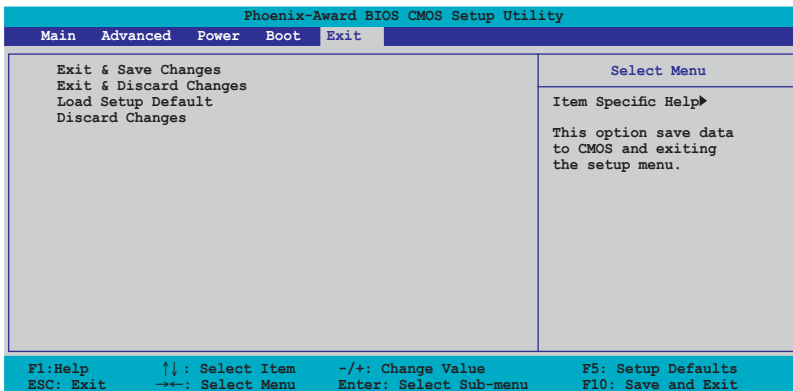 Phoenix-Award BIOS CMOS Setup Utility
Main Advanced Power Boot Exit
Exit & Save Changes
Exit & Discard Changes
Load Setup Default
Discard Changes
Select Menu
Item Specific Help▶
This option save data
to CMOS and exiting
the setup menu.
F1:Help ↑↓: Select Item -/+: Change Value F5: Setup Defaults
ESC: Exit →←: Select Menu Enter: Select Sub-menu F10: Save and Exit